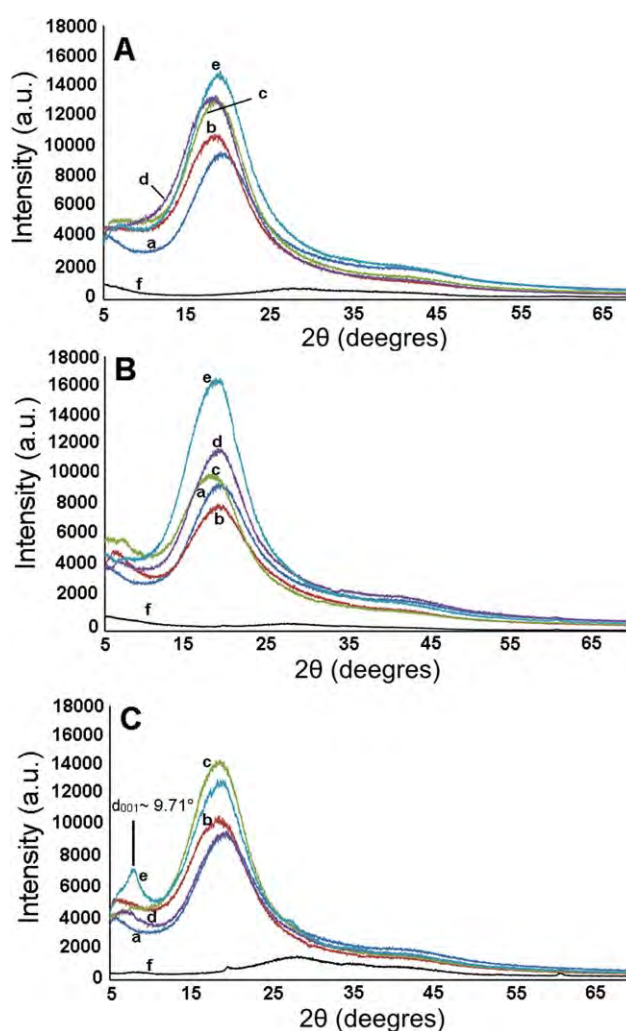 A
18000
16000
14000
12000
10000
8000
6000
4000
2000
0
Intensity (a.u.)
e
c
b
d
a
f
5 15 25 35 45 55 65
2θ (deegres)
B
18000
16000
14000
12000
10000
8000
6000
4000
2000
0
Intensity (a.u.)
e
d
c
a
b
f
5 15 25 35 45 55 65
2θ (deegres)
C
18000
16000
14000
12000
10000
8000
6000
4000
2000
0
Intensity (a.u.)
c
d001~ 9.71°
b
e
d
a
f
5 15 25 35 45 55 65
2θ (deegres)